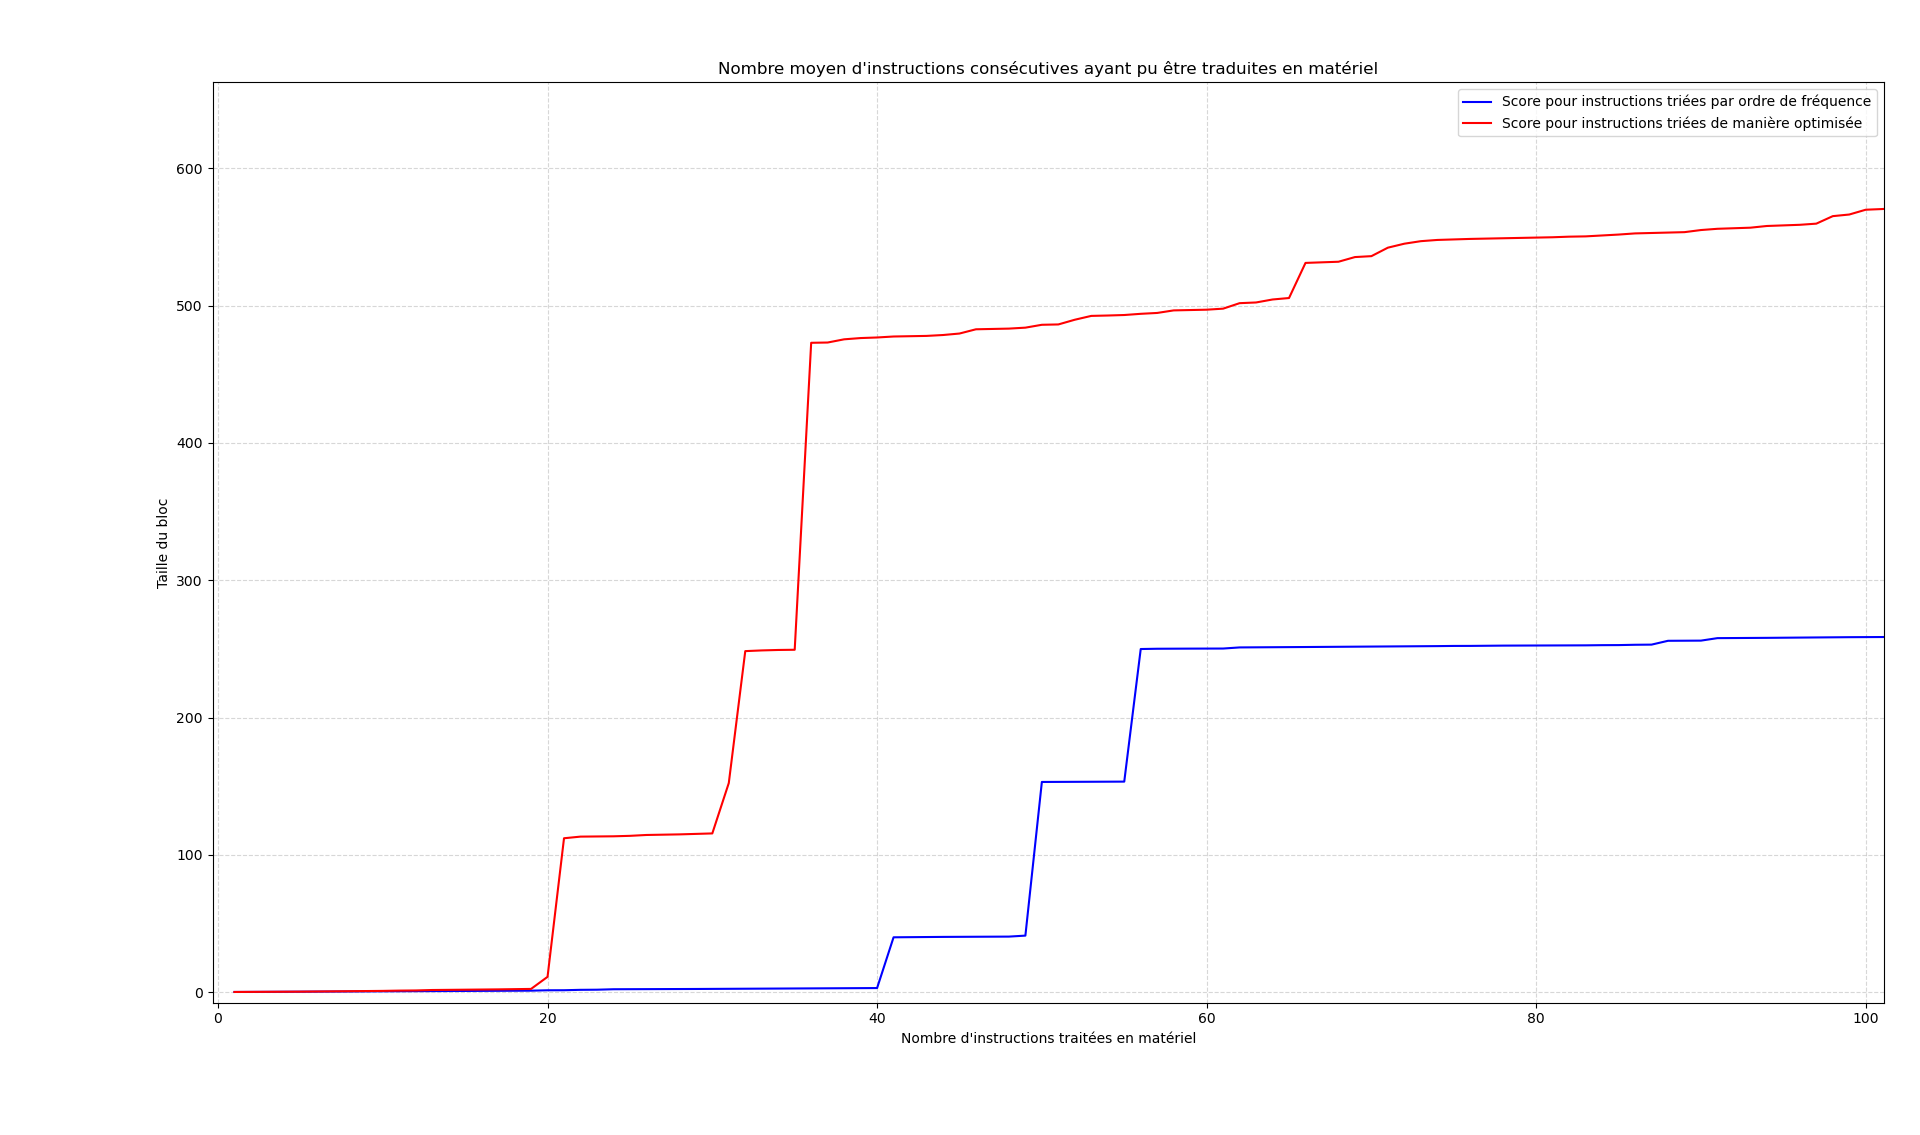 Nombre moyen d'instructions consécutives ayant pu être traduites en matériel
Score pour instructions triées par ordre de fréquence
Score pour instructions triées de manière optimisée
600
500
400
300
200
100
0
Taille du bloc
0 20 40 60 80 100
Nombre d'instructions traitées en matériel